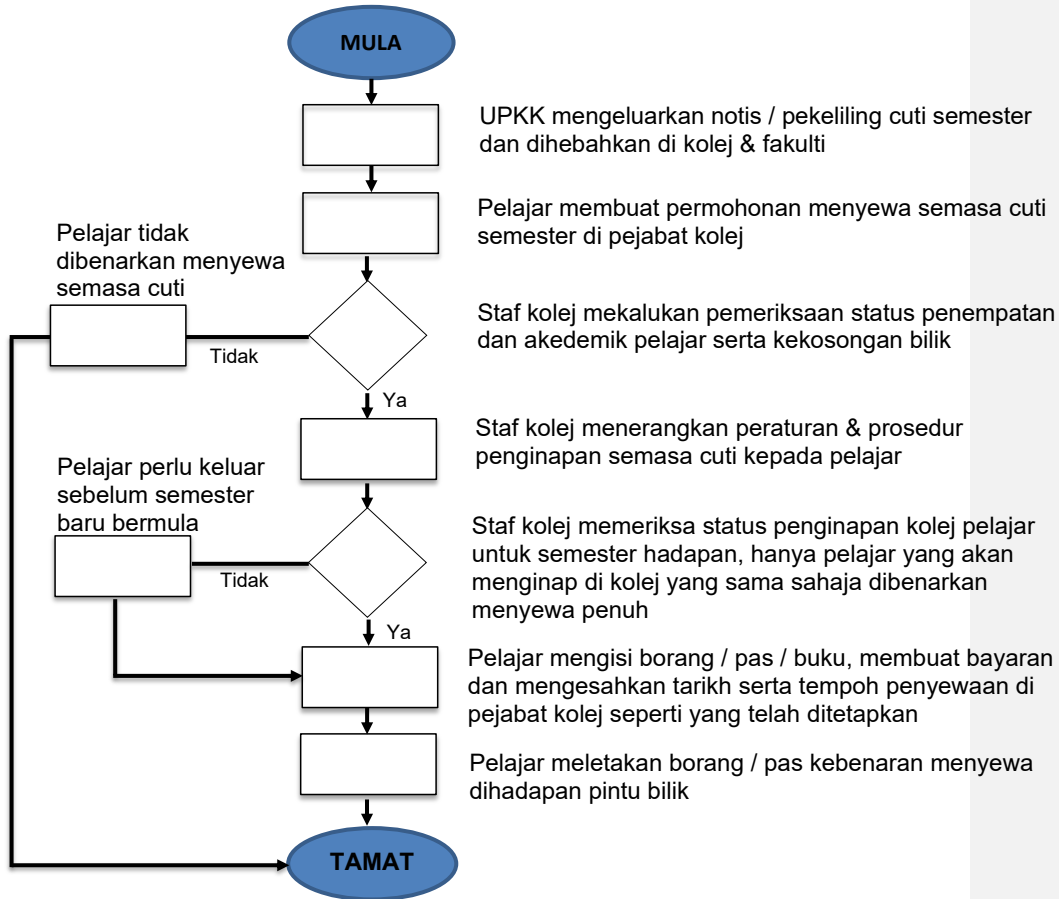 MULA
UPKK mengeluarkan notis / pekeliling cuti semester
dan dihebahkan di kolej & fakulti
Pelajar membuat permohonan menyewa semasa cuti
semester di pejabat kolej
Pelajar tidak
dibenarkan menyewa
semasa cuti
Staf kolej mekalukan pemeriksaan status penempatan
dan akedemik pelajar serta kekosongan bilik
Tidak
Ya
Staf kolej menerangkan peraturan & prosedur
penginapan semasa cuti kepada pelajar
Pelajar perlu keluar
sebelum semester
baru bermula
Staf kolej memeriksa status penginapan kolej pelajar
untuk semester hadapan, hanya pelajar yang akan
menginap di kolej yang sama sahaja dibenarkan
menyewa penuh
Tidak
Ya
Pelajar mengisi borang / pas / buku, membuat bayaran
dan mengesahkan tarikh serta tempoh penyewaan di
pejabat kolej seperti yang telah ditetapkan
Pelajar meletakan borang / pas kebenaran menyewa
dihadapan pintu bilik
TAMAT